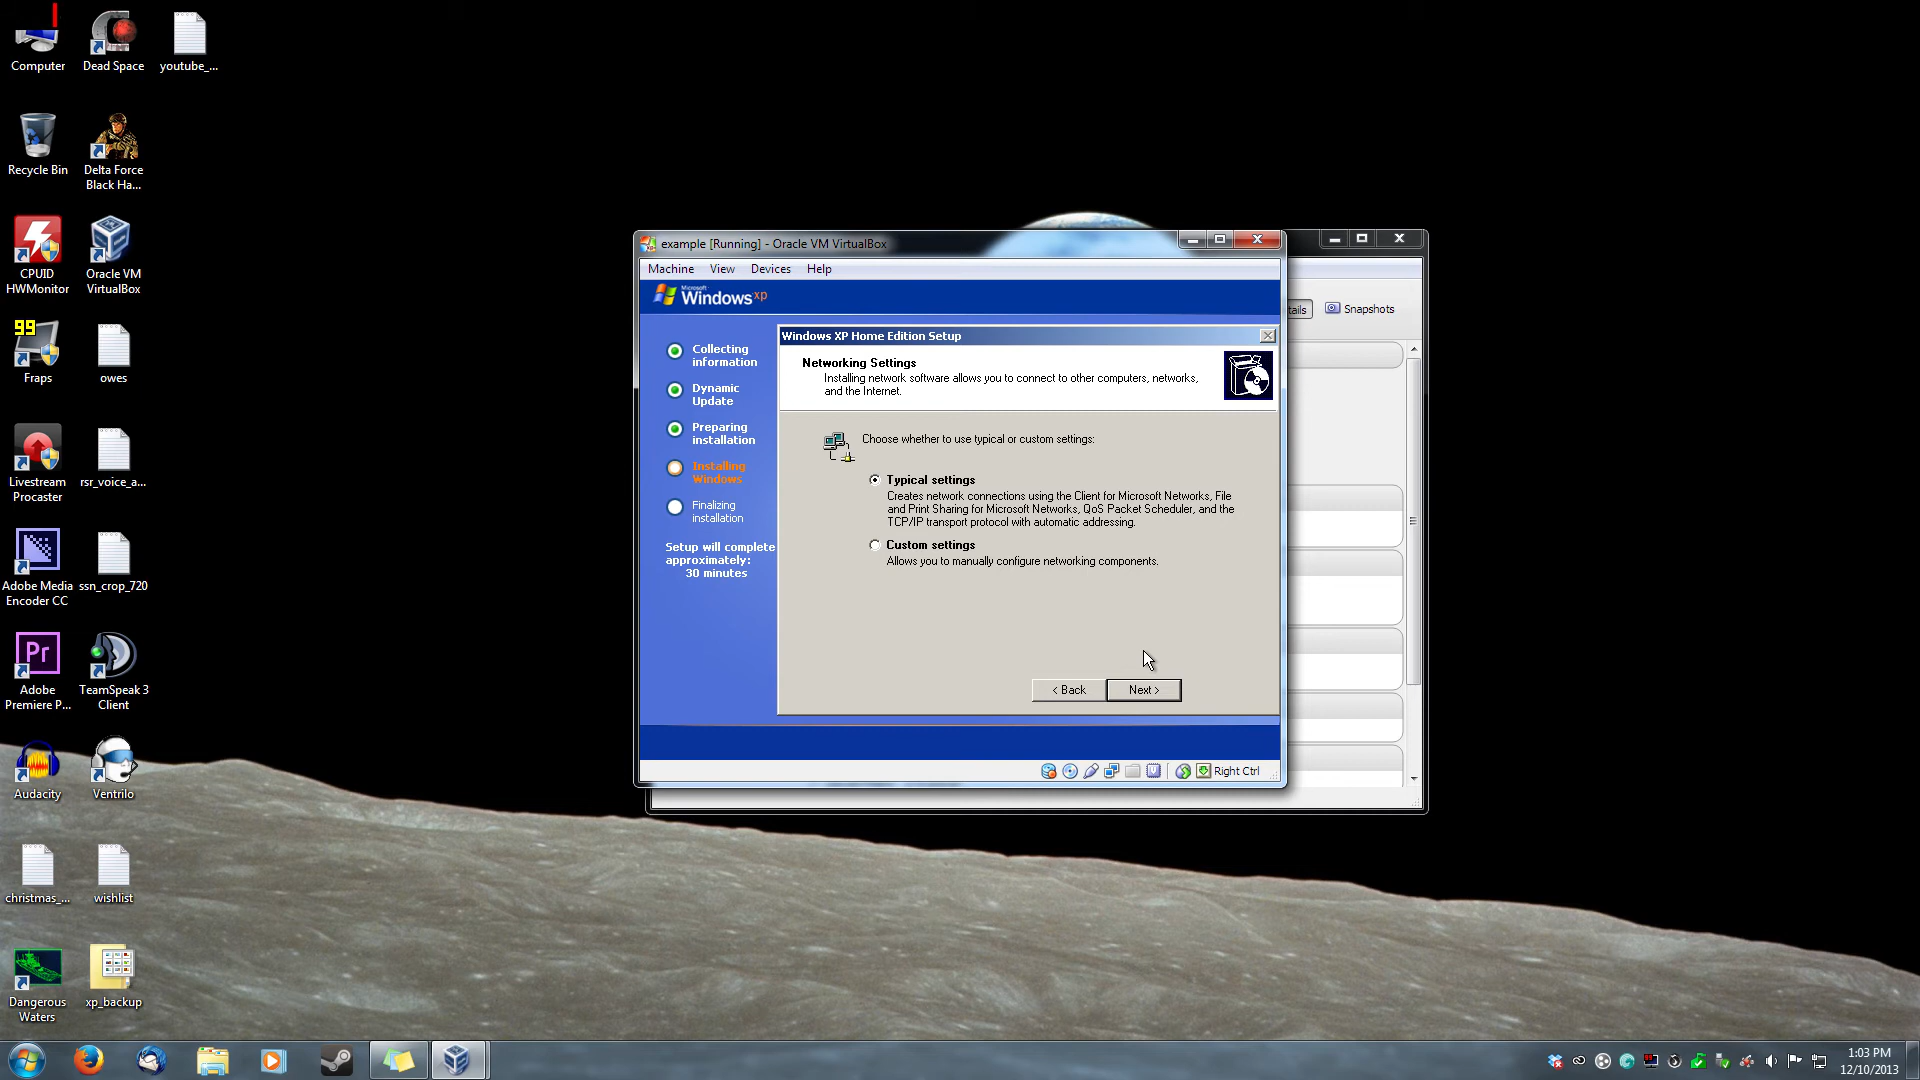 Computer
Dead Space
youtube_...
Recycle Bin
Delta Force
Black Ha...
CPUID
HWMonitor
Oracle VM
VirtualBox
99
Fraps
owes
Livestream
Procaster
rsr_voice_a...
Adobe Media
Encoder CC
ssn_crop_720
Pr
Adobe
Premiere P...
TeamSpeak 3
Client
Audacity
Ventrilo
christmas_...
wishlist
Dangerous
Waters
xp_backup
example [Running] - Oracle VM VirtualBox
Machine View Devices Help
Microsoft
Windows xp
Collecting
information
Dynamic
Update
Preparing
installation
Installing
Windows
Finalizing
installation
Setup will complete
approximately:
30 minutes
Windows XP Home Edition Setup
Networking Settings
Installing network software allows you to connect to other computers, networks,
and the Internet.
Choose whether to use typical or custom settings:
Typical settings
Creates network connections using the Client for Microsoft Networks, File
and Print Sharing for Microsoft Networks, QoS Packet Scheduler, and the
TCP/IP transport protocol with automatic addressing.
Custom settings
Allows you to manually configure networking components.
< Back
Next >
Right Ctrl
tails
Snapshots
1:03 PM
12/10/2013